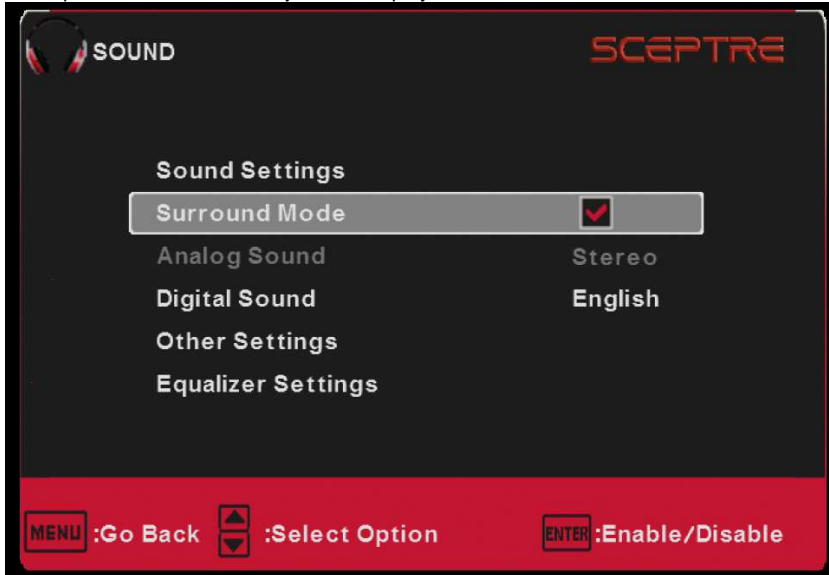 SOUND SCEPTRE
Sound Settings
Surround Mode
Analog Sound Stereo
Digital Sound English
Other Settings
Equalizer Settings
MENU :Go Back :Select Option ENTER :Enable/Disable